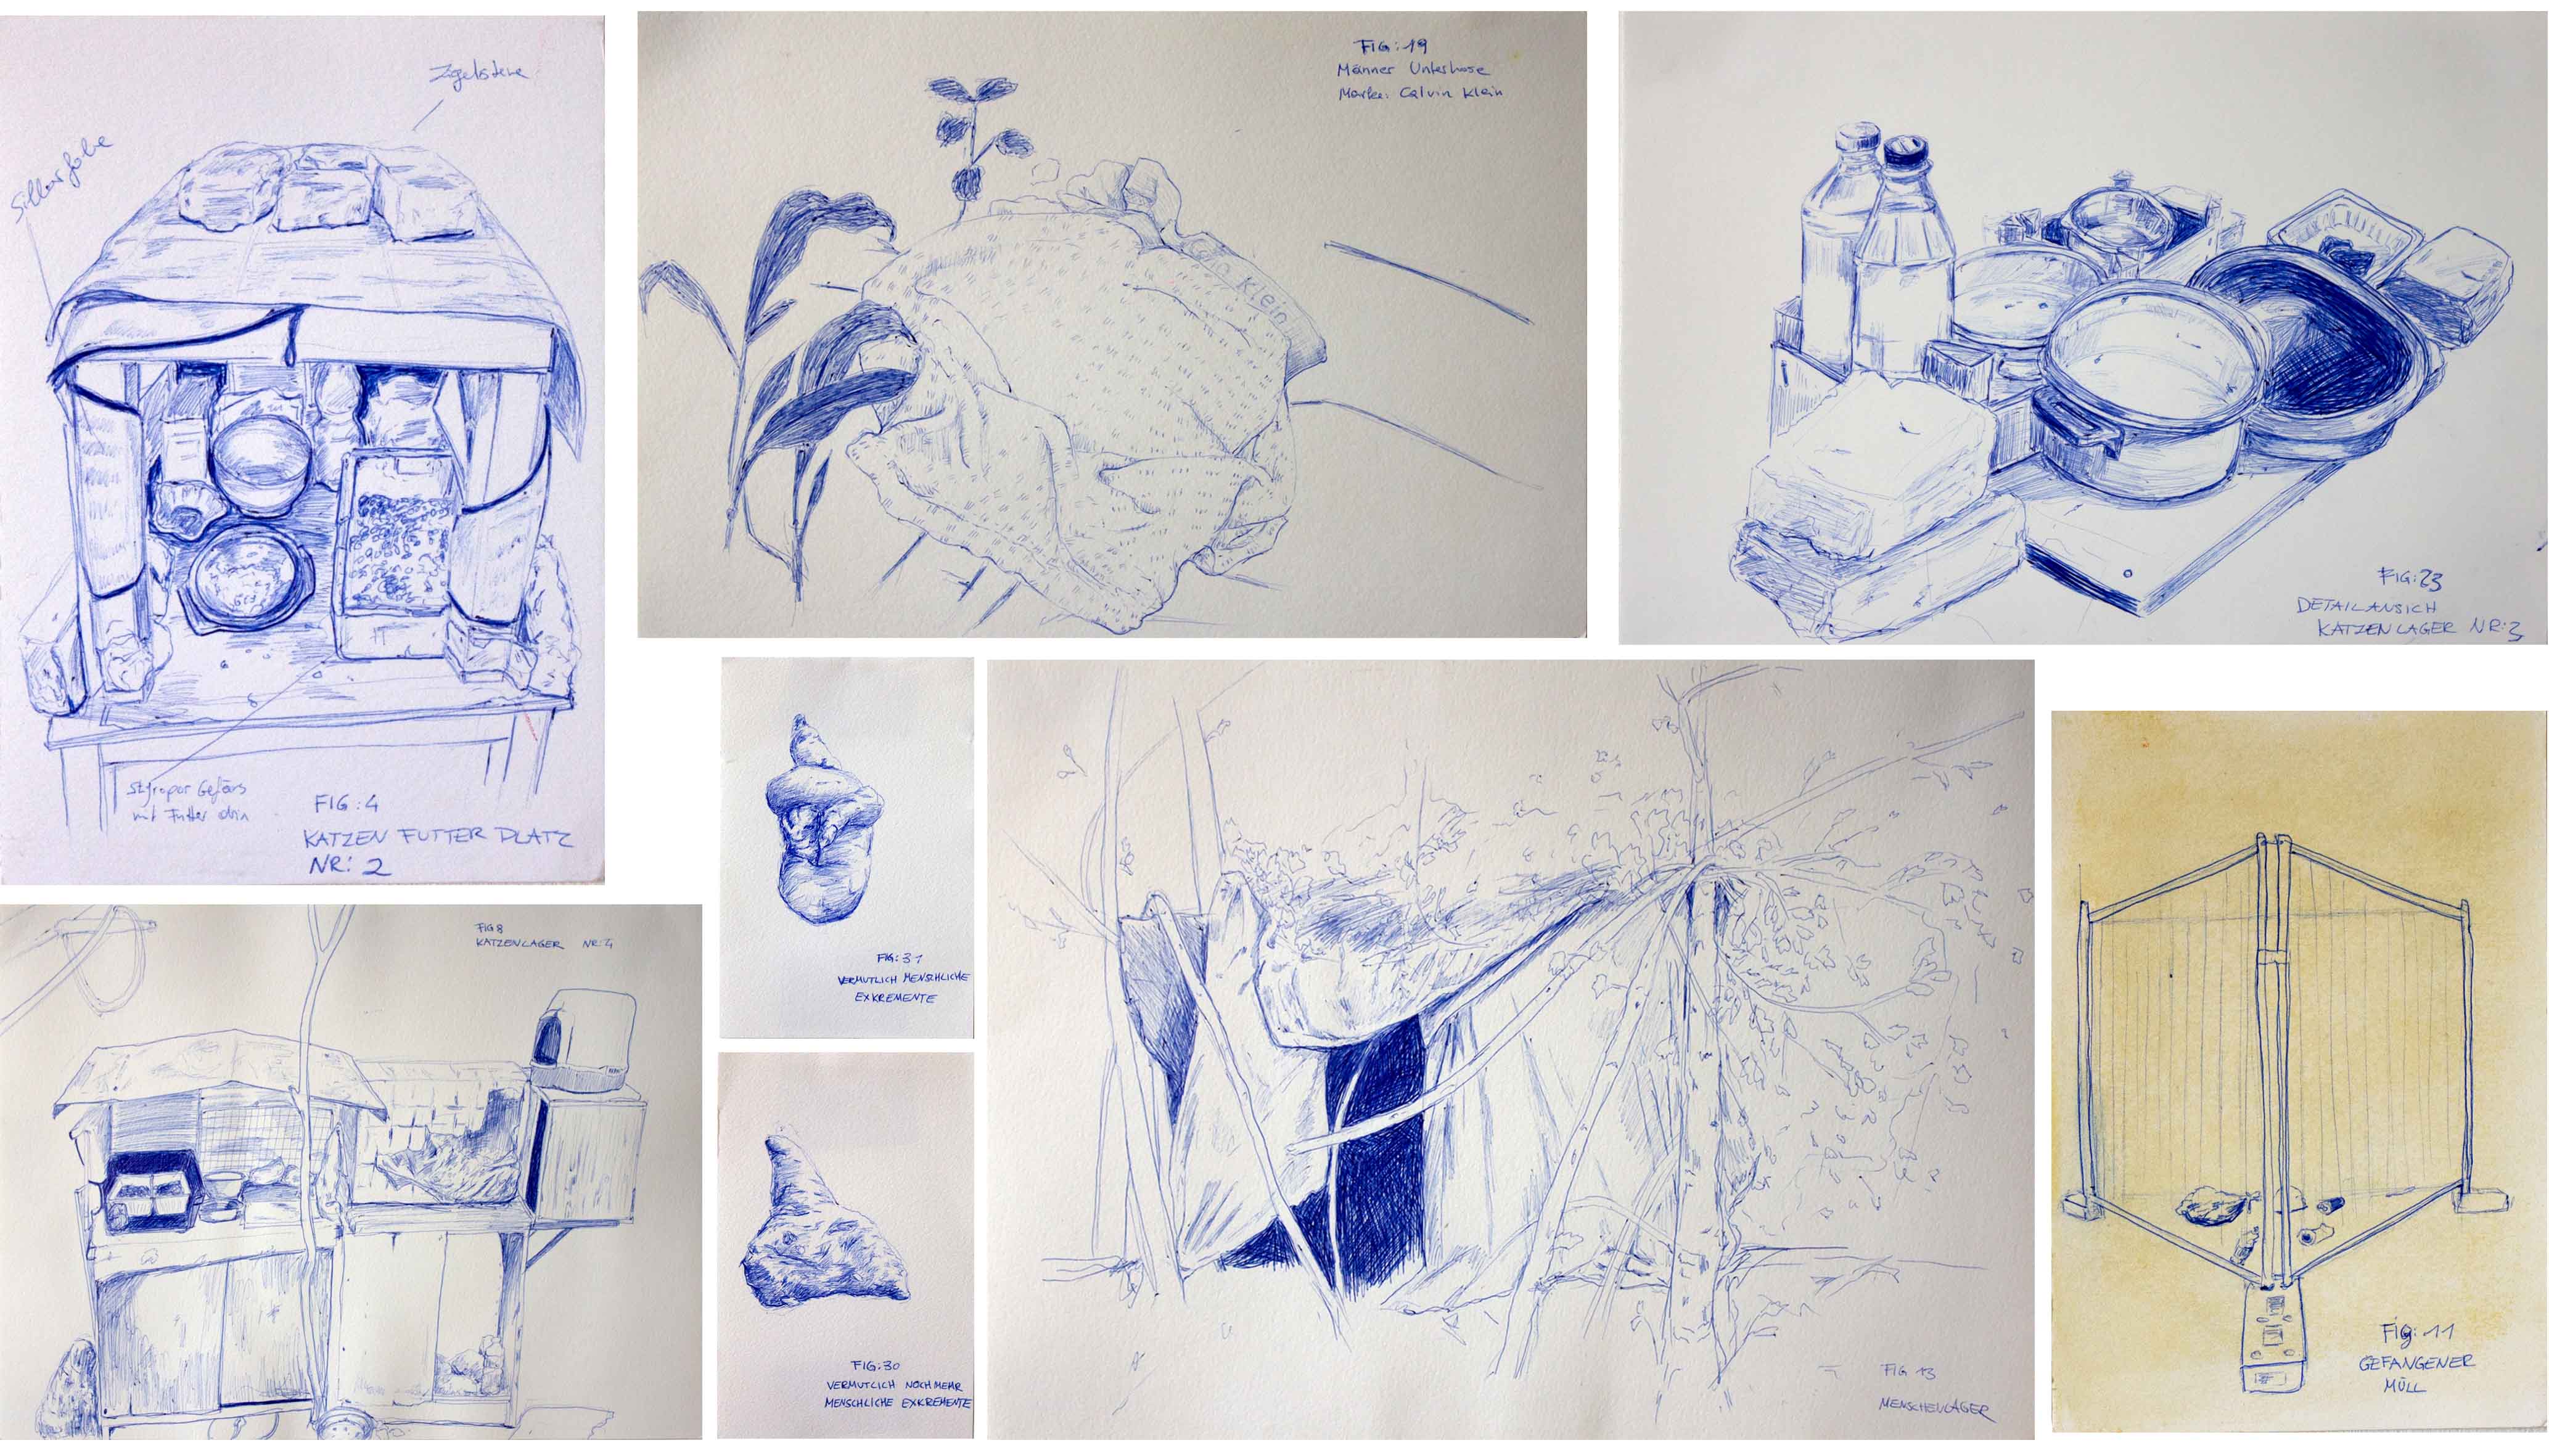 Zigelsteine
Silberfolie
Styropor Gefäss
mit Futter drin
FIG:4
KATZEN FUTTER PLATZ
NR: 2
FIG:19
Männer Unterhose
Marke: Calvin Klein
Klein
FIG:23
DETAILANSICH
KATZENLAGER NR:3
FIG 8
KATZENLAGER NR:4
FIG:31
VERMUTLICH MENSCHLICHE
EXKREMENTE
FIG:30
VERMUTLICH NOCH MEHR
MENSCHLICHE EXKREMENTE
FIG 13
MENSCHENLAGER
Fig: 11
GEFANGENER
MÜLL